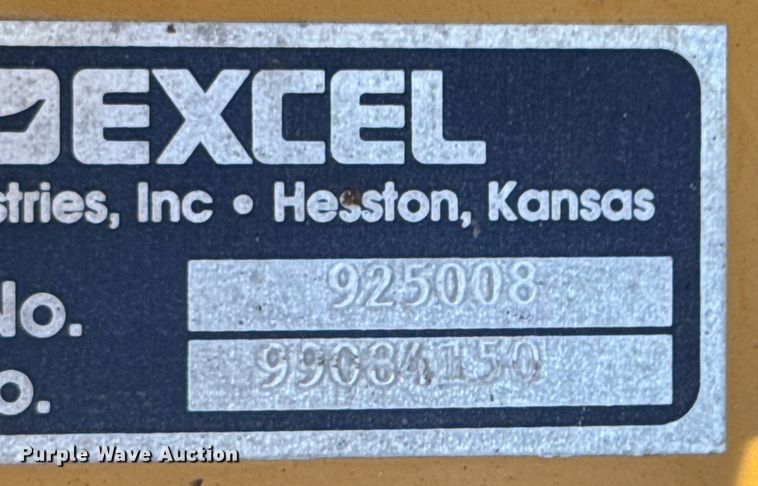 EXCEL
stries, Inc • Hesston, Kansas
No. 925008
o. 99084150
Purple Wave Auction